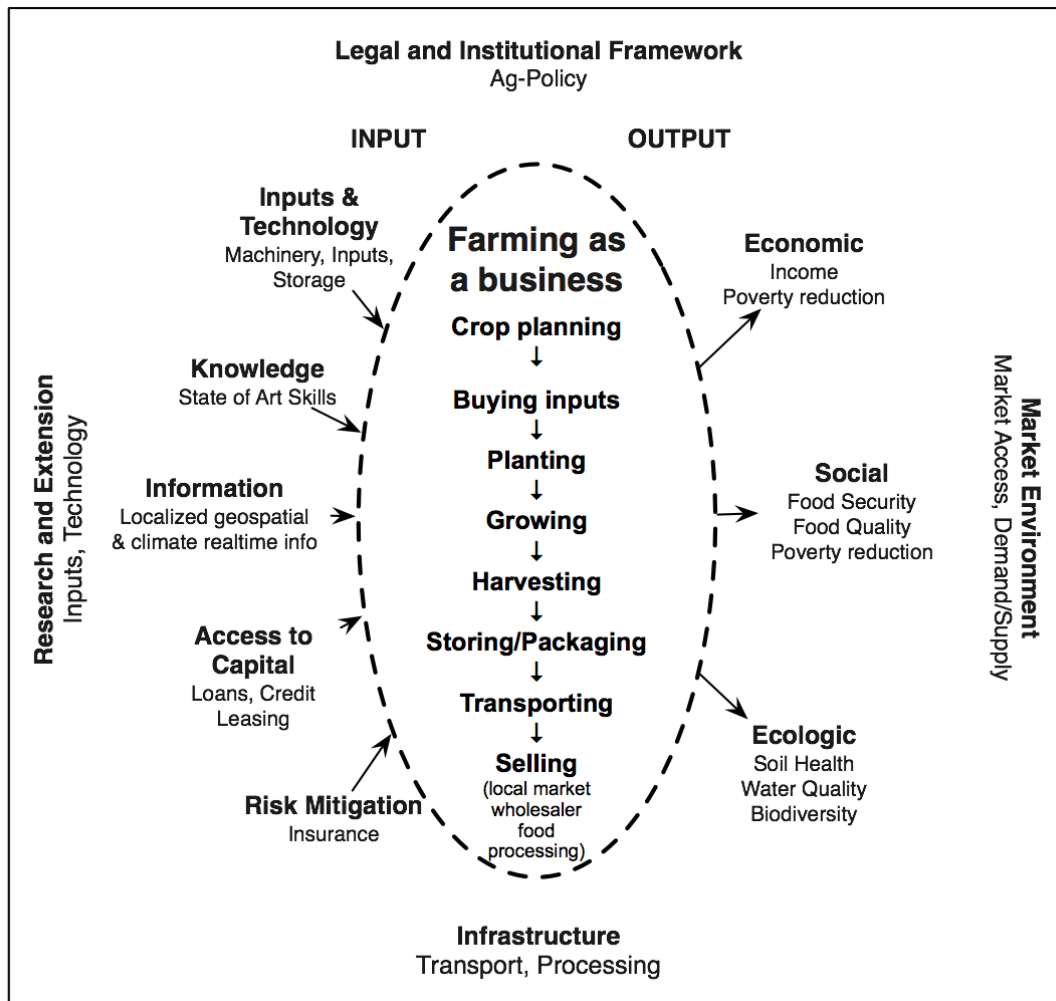 Legal and Institutional Framework
Ag-Policy
INPUT
OUTPUT
Inputs &
Technology
Machinery, Inputs,
Storage
Knowledge
State of Art Skills
Information
Localized geospatial
& climate realtime info
Access to
Capital
Loans, Credit
Leasing
Risk Mitigation
Insurance
Research and Extension
Inputs, Technology
Farming as
a business
Crop planning
↓
Buying inputs
↓
Planting
↓
Growing
↓
Harvesting
↓
Storing/Packaging
↓
Transporting
↓
Selling
(local market
wholesaler
food
processing)
Economic
Income
Poverty reduction
Social
Food Security
Food Quality
Poverty reduction
Ecologic
Soil Health
Water Quality
Biodiversity
Market Environment
Market Access, Demand/Supply
Infrastructure
Transport, Processing